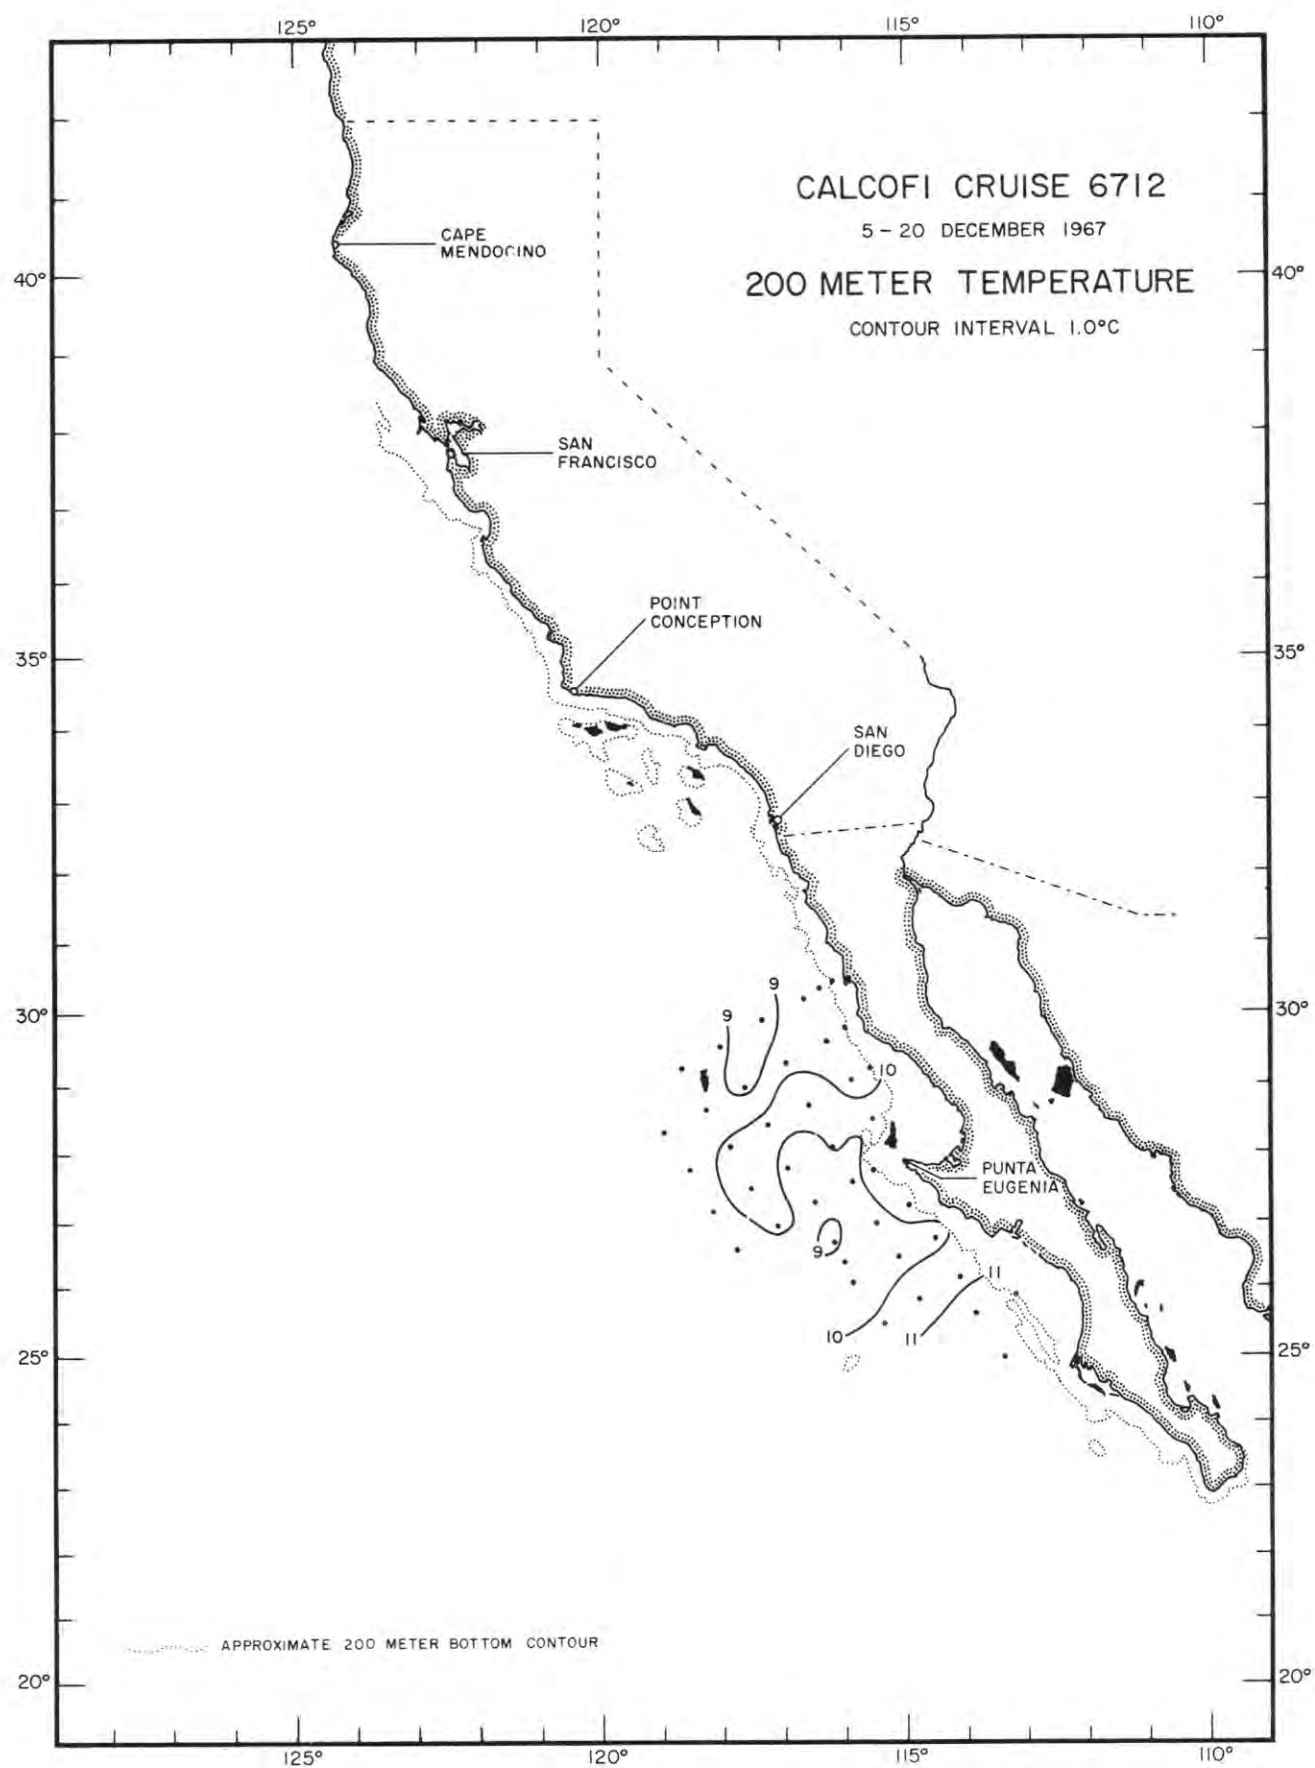 125°
120°
115°
110°
CALCOFI CRUISE 6712
5 - 20 DECEMBER 1967
200 METER TEMPERATURE
CONTOUR INTERVAL 1.0°C
CAPE
MENDOCINO
40°
40°
SAN
FRANCISCO
POINT
CONCEPTION
35°
35°
SAN
DIEGO
9
9
30°
30°
10
PUNTA
EUGENIA
9
11
10
11
25°
25°
APPROXIMATE 200 METER BOTTOM CONTOUR
20°
20°
125°
120°
115°
110°